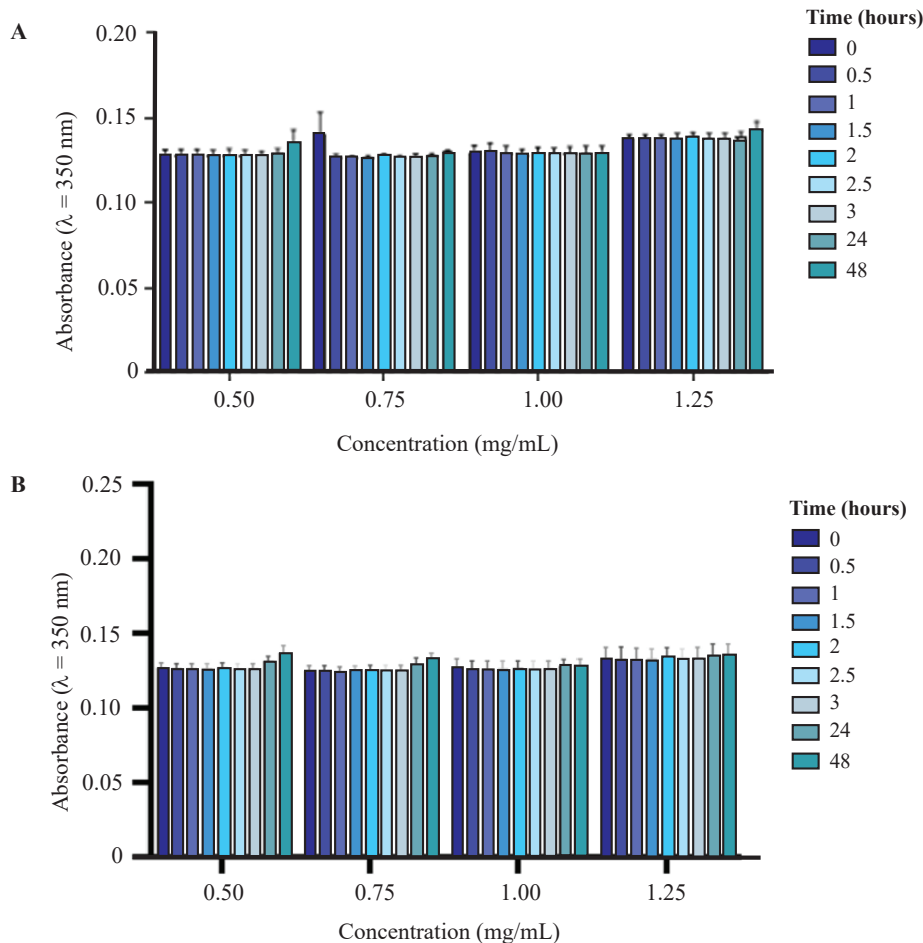 A
Absorbance (λ = 350 nm)
0.20
0.15
0.10
0.05
0
0.50 0.75 1.00 1.25
Concentration (mg/mL)
Time (hours)
0
0.5
1
1.5
2
2.5
3
24
48
B
Absorbance (λ = 350 nm)
0.25
0.20
0.15
0.10
0.05
0
0.50 0.75 1.00 1.25
Concentration (mg/mL)
Time (hours)
0
0.5
1
1.5
2
2.5
3
24
48